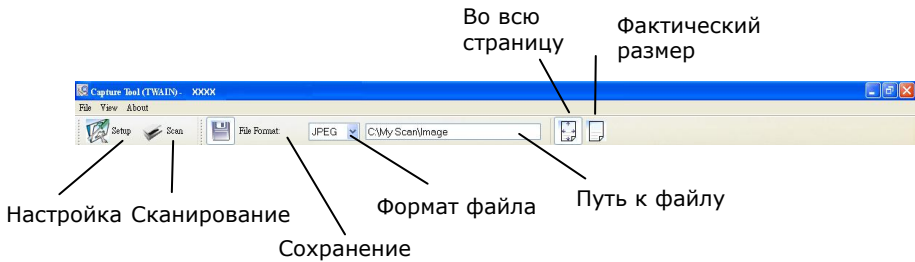 Во всю
страницу
Фактический
размер
Capture Tool (TWAIN) - XXXX
File View About
Setup Scan File Format: JPEG C:\My Scan\Image
Настройка Сканирование Формат файла Путь к файлу
Сохранение